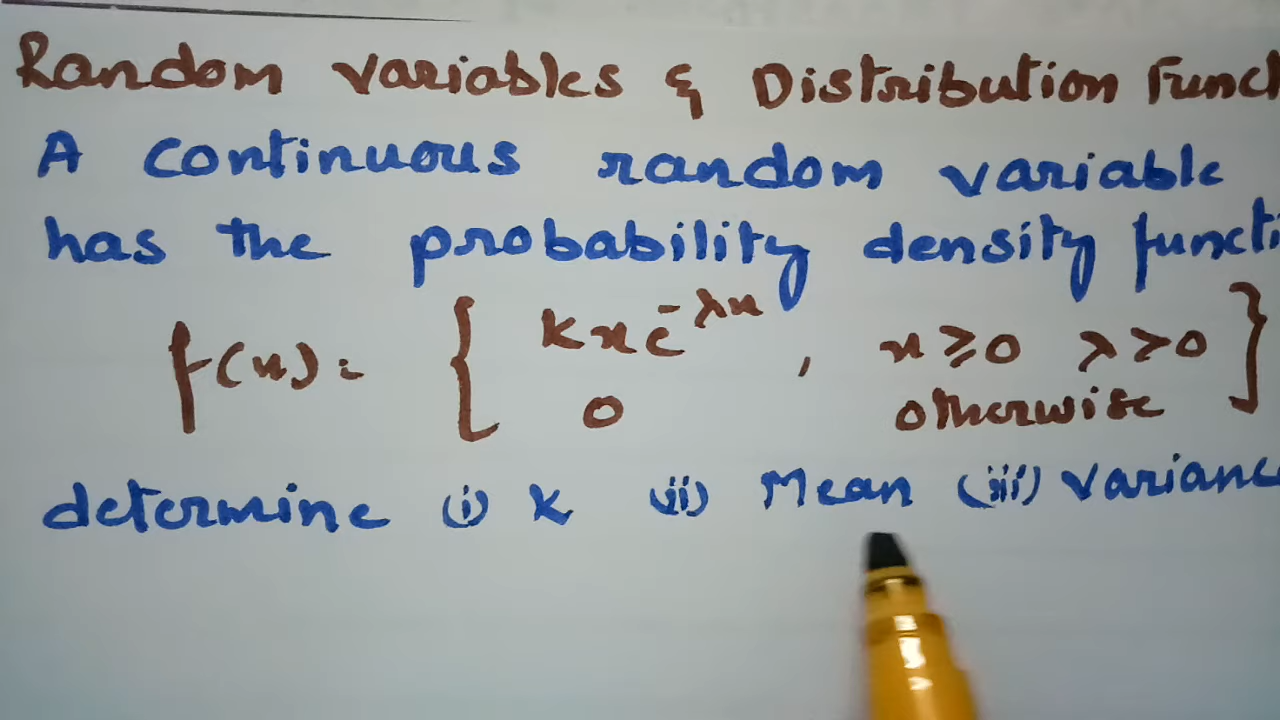 Random variables & Distribution Funct
A continuous random variable
has the probability density functi
f(x) = { kxe^-λx , x ≥ 0 λ > 0 }
0 otherwise
determine (i) K (ii) Mean (iii) variance